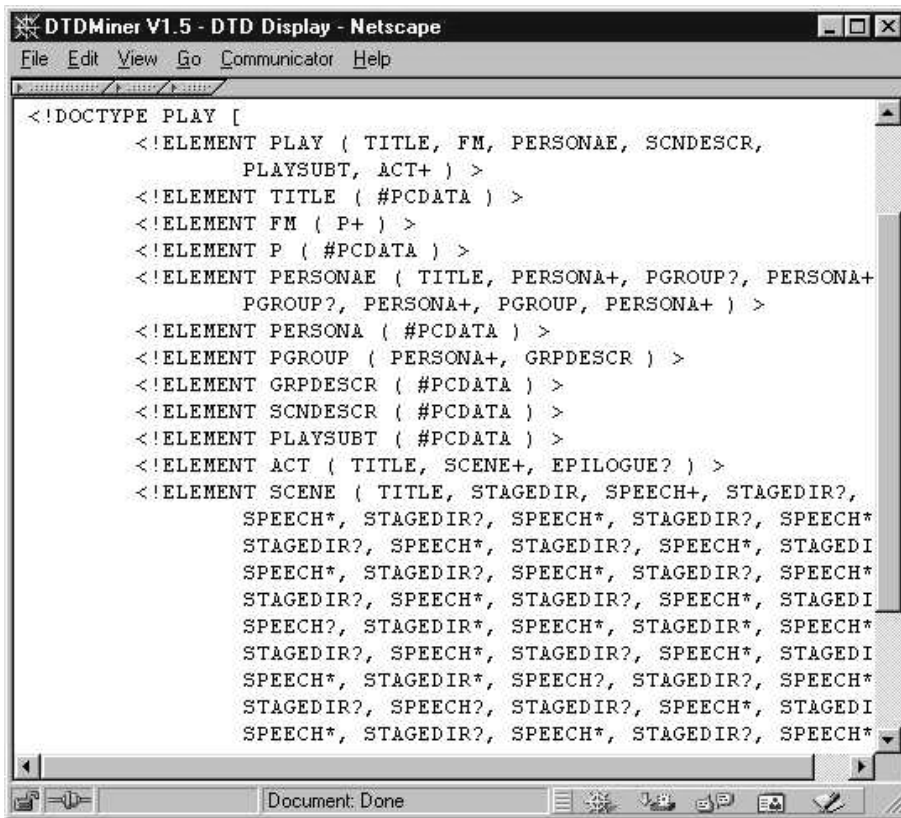 DTDMiner V1.5 - DTD Display - Netscape
File Edit View Go Communicator Help
<!DOCTYPE PLAY [
<!ELEMENT PLAY ( TITLE, FM, PERSONAE, SCNDESCR,
PLAYSUBT, ACT+ ) >
<!ELEMENT TITLE ( #PCDATA ) >
<!ELEMENT FM ( P+ ) >
<!ELEMENT P ( #PCDATA ) >
<!ELEMENT PERSONAE ( TITLE, PERSONA+, PGROUP?, PERSONA+
PGROUP?, PERSONA+, PGROUP, PERSONA+ ) >
<!ELEMENT PERSONA ( #PCDATA ) >
<!ELEMENT PGROUP ( PERSONA+, GRPDESCR ) >
<!ELEMENT GRPDESCR ( #PCDATA ) >
<!ELEMENT SCNDESCR ( #PCDATA ) >
<!ELEMENT PLAYSUBT ( #PCDATA ) >
<!ELEMENT ACT ( TITLE, SCENE+, EPILOGUE? ) >
<!ELEMENT SCENE ( TITLE, STAGEDIR, SPEECH+, STAGEDIR?,
SPEECH*, STAGEDIR?, SPEECH*, STAGEDIR?, SPEECH*
STAGEDIR?, SPEECH*, STAGEDIR?, SPEECH*, STAGEDI
SPEECH*, STAGEDIR?, SPEECH*, STAGEDIR?, SPEECH*
STAGEDIR?, SPEECH*, STAGEDIR?, SPEECH*, STAGEDI
SPEECH?, STAGEDIR*, SPEECH*, STAGEDIR*, SPEECH*
STAGEDIR?, SPEECH*, STAGEDIR?, SPEECH*, STAGEDI
SPEECH*, STAGEDIR*, SPEECH?, STAGEDIR?, SPEECH*
STAGEDIR?, SPEECH?, STAGEDIR?, SPEECH*, STAGEDI
SPEECH*, STAGEDIR?, SPEECH*, STAGEDIR?, SPEECH*
Document: Done